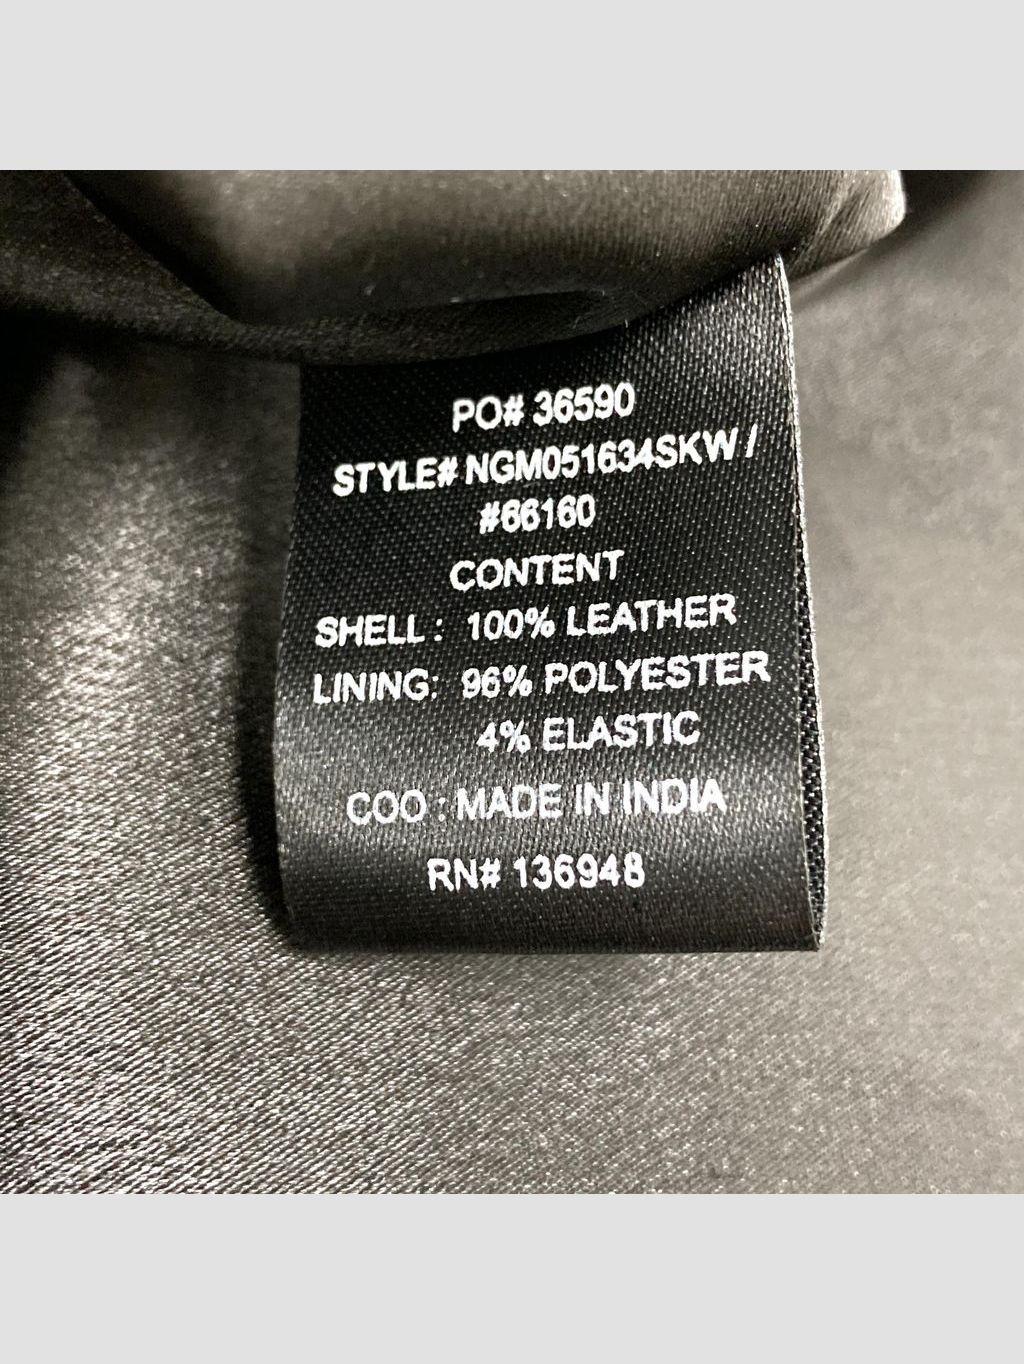 PO# 36590
STYLE# NGM051634SKW /
#66160
CONTENT
SHELL : 100% LEATHER
LINING: 96% POLYESTER
4% ELASTIC
COO : MADE IN INDIA
RN# 136948